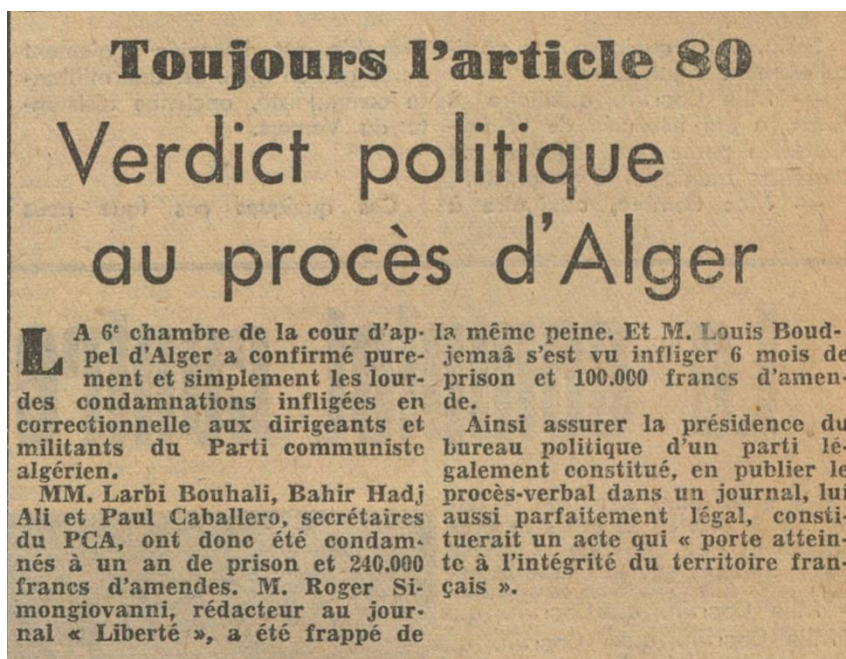 Toujours l'article 80
Verdict politique
au procès d'Alger
LA 6e chambre de la cour d'ap-
pel d'Alger a confirmé pure-
ment et simplement les lour-
des condamnations infligées en
correctionnelle aux dirigeants et
militants du Parti communiste
algérien.
MM. Larbi Bouhali, Bahir Hadj
Ali et Paul Caballero, secrétaires
du PCA, ont donc été condam-
nés à un an de prison et 240.000
francs d'amendes. M. Roger Si-
mongiovanni, rédacteur au jour-
nal « Liberté », a été frappé de
la même peine. Et M. Louis Boud-
jemaâ s'est vu infliger 6 mois de
prison et 100.000 francs d'amen-
de.
Ainsi assurer la présidence du
bureau politique d'un parti lé-
galement constitué, en publier le
procès-verbal dans un journal, lui
aussi parfaitement légal, consti-
tuerait un acte qui « porte attein-
te à l'intégrité du territoire fran-
çais ».